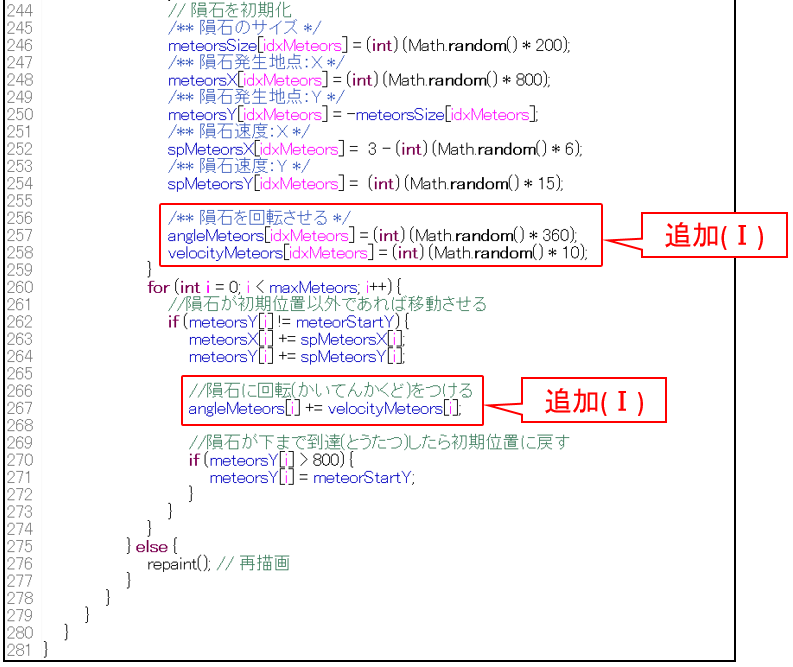 244 // 隕石を初期化
245 /** 隕石のサイズ */
246 meteorsSize[idxMeteors] = (int) (Math.random() * 200);
247 /** 隕石発生地点:X */
248 meteorsX[idxMeteors] = (int) (Math.random() * 800);
249 /** 隕石発生地点:Y */
250 meteorsY[idxMeteors] = -meteorsSize[idxMeteors];
251 /** 隕石速度:X */
252 spMeteorsX[idxMeteors] = 3 - (int) (Math.random() * 6);
253 /** 隕石速度:Y */
254 spMeteorsY[idxMeteors] = (int) (Math.random() * 15);
255
256 /** 隕石を回転させる */
257 angleMeteors[idxMeteors] = (int) (Math.random() * 360);
追加(Ⅰ)
258 velocityMeteors[idxMeteors] = (int) (Math.random() * 10);
259 }
260 for (int i = 0; i < maxMeteors; i++) {
261 //隕石が初期位置以外であれば移動させる
262 if (meteorsY[i] != meteorStartY) {
263 meteorsX[i] += spMeteorsX[i];
264 meteorsY[i] += spMeteorsY[i];
265
266 //隕石に回転(かいてんかくど)をつける
267 angleMeteors[i] += velocityMeteors[i];
追加(Ⅰ)
268
269 //隕石が下まで到達(とうたつ)したら初期位置に戻す
270 if (meteorsY[i] > 800) {
271 meteorsY[i] = meteorStartY;
272 }
273 }
274 }
275 } else {
276 repaint(); // 再描画
277 }
278 }
279 }
280 }
281 }